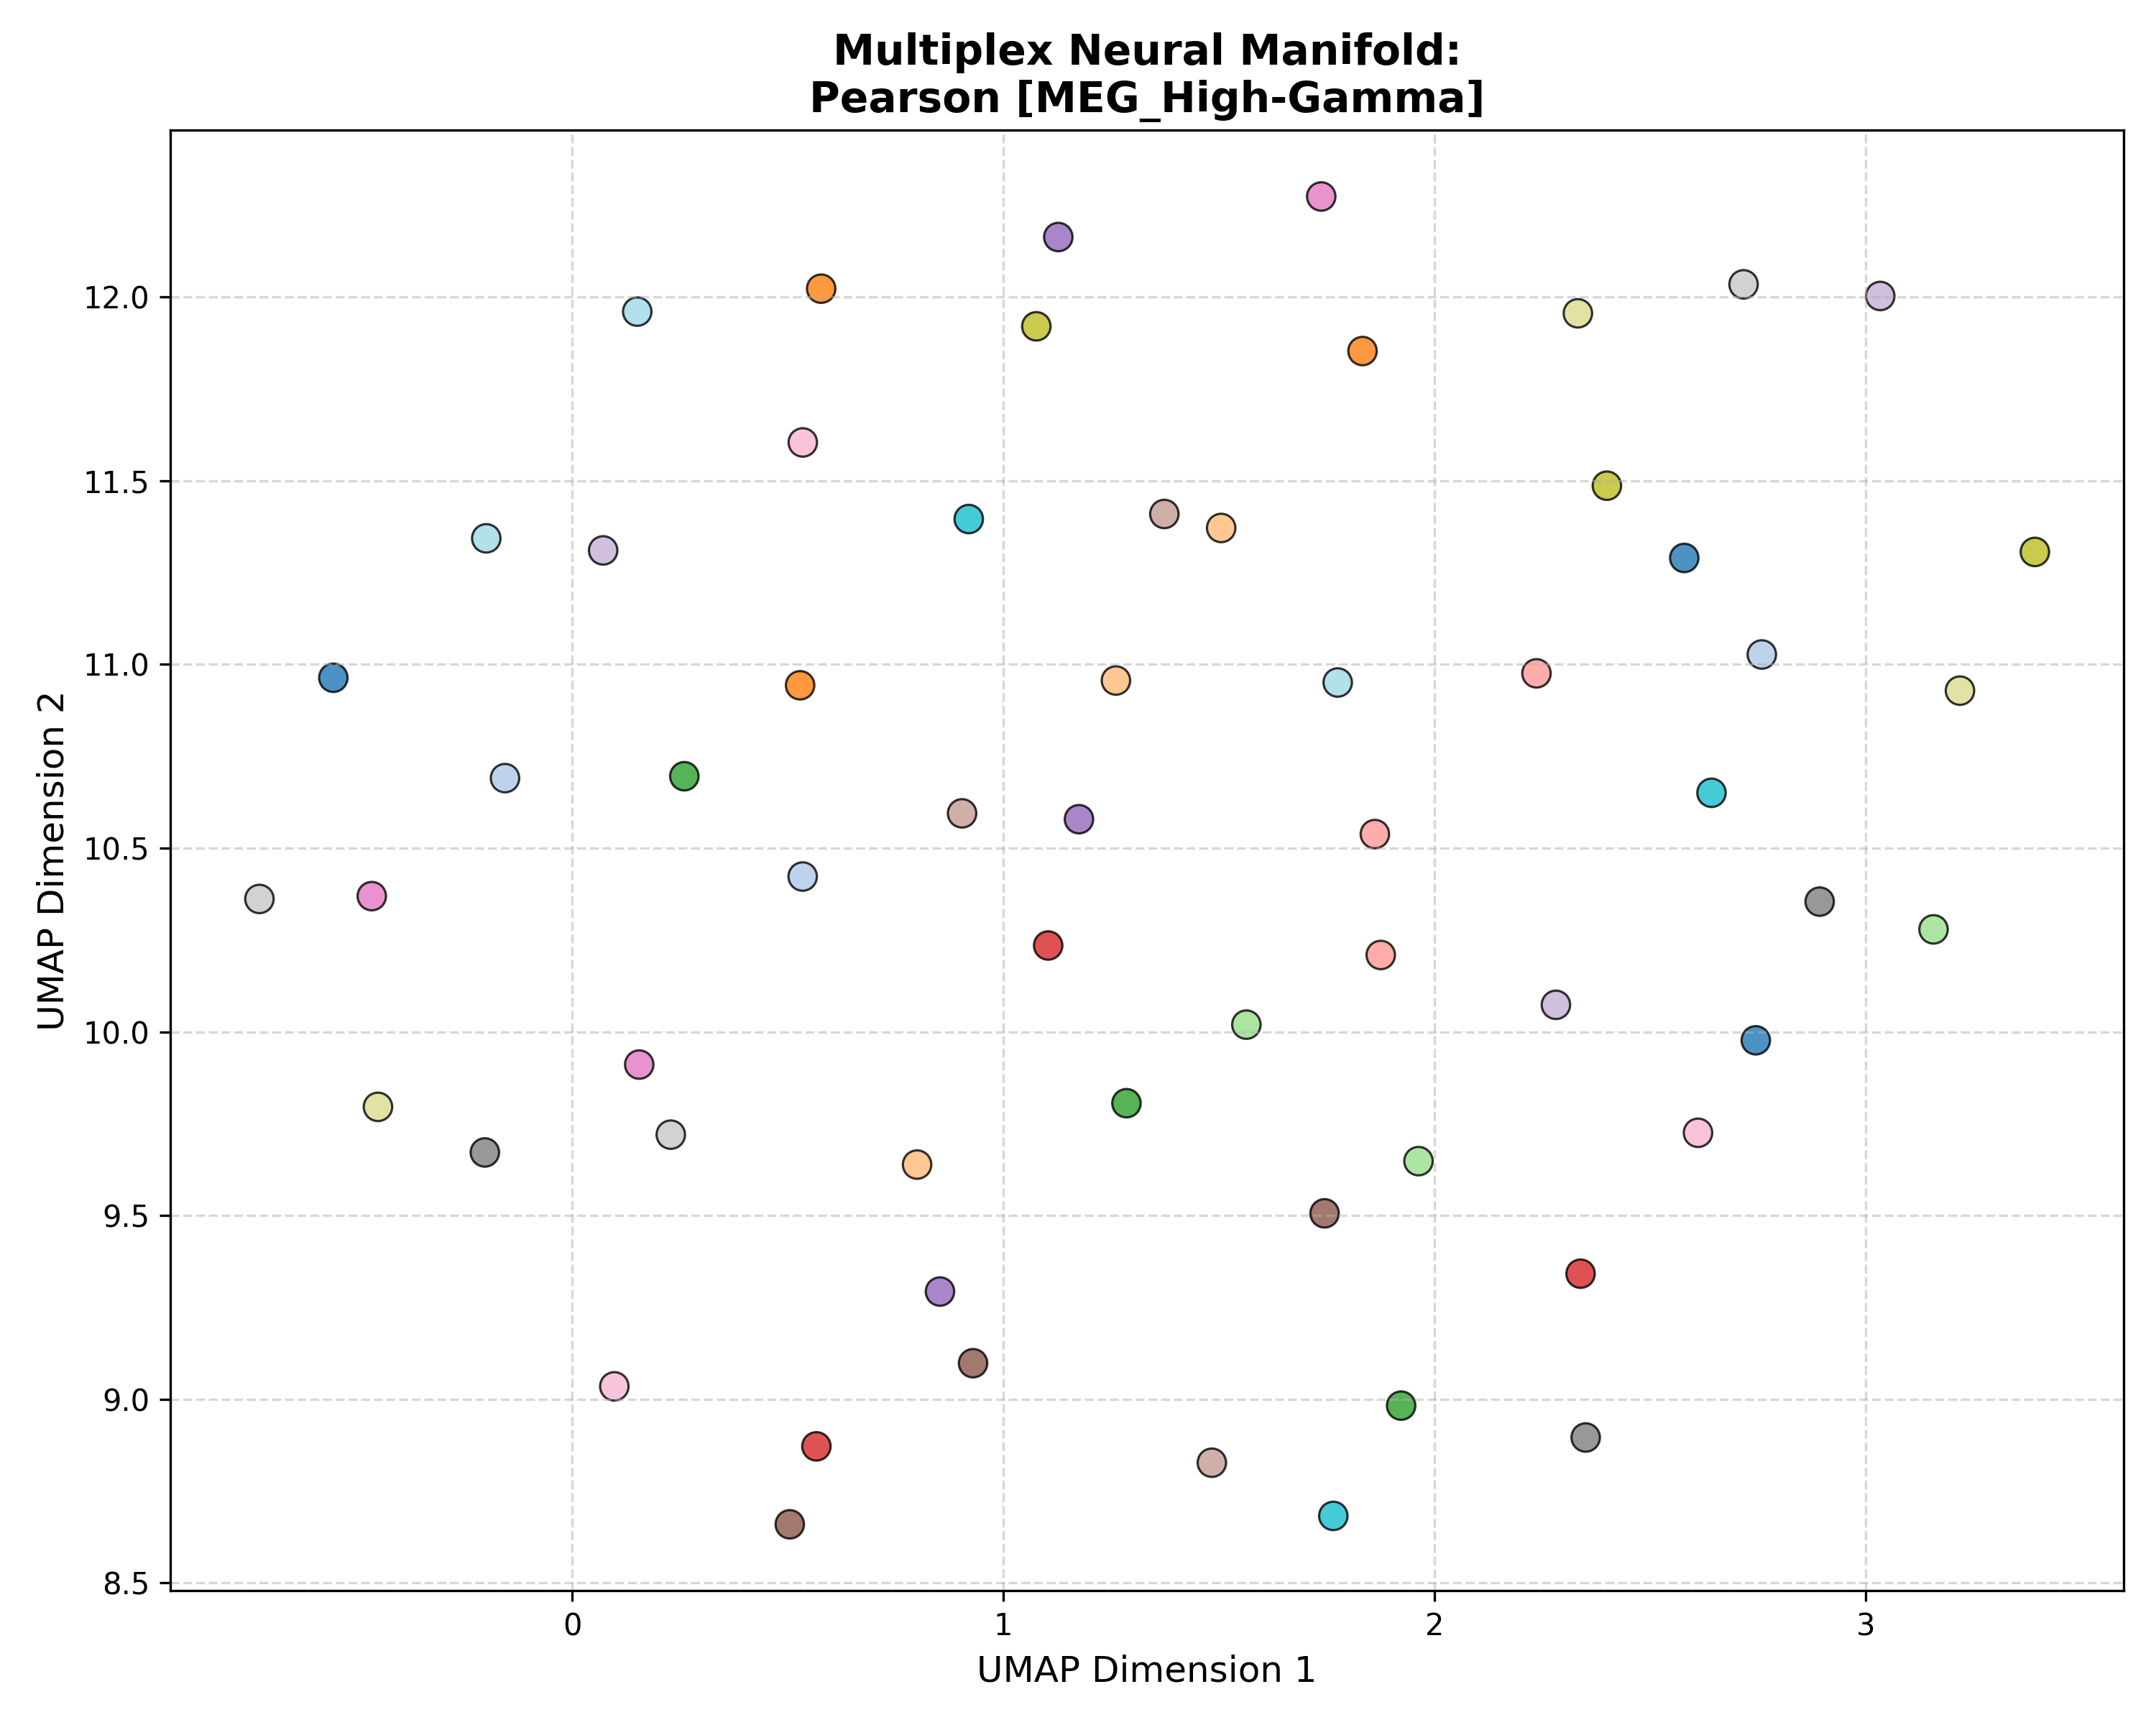 Multiplex Neural Manifold:
Pearson [MEG_High-Gamma]
UMAP Dimension 2
12.0
11.5
11.0
10.5
10.0
9.5
9.0
8.5
0 1 2 3
UMAP Dimension 1